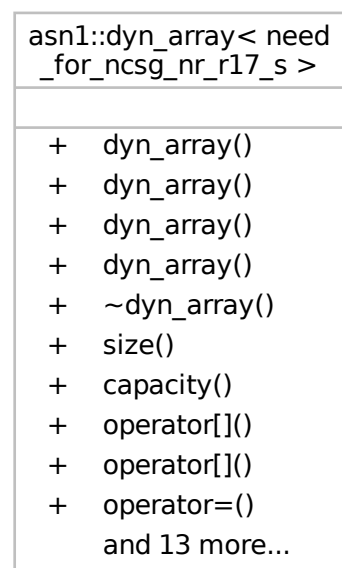 asn1::dyn_array< need
_for_ncsg_nr_r17_s >
+ dyn_array()
+ dyn_array()
+ dyn_array()
+ dyn_array()
+ ~dyn_array()
+ size()
+ capacity()
+ operator[]()
+ operator[]()
+ operator=()
and 13 more...